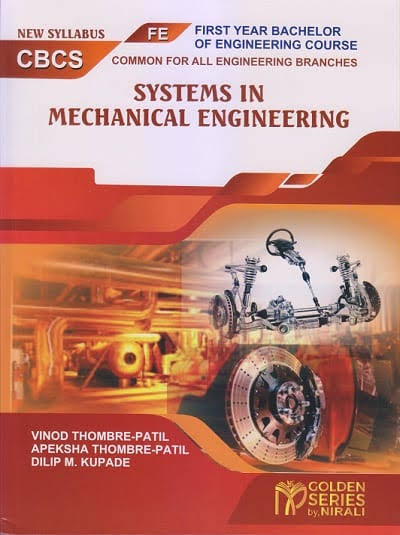 NEW SYLLABUS
CBCS
FE
FIRST YEAR BACHELOR
OF ENGINEERING COURSE
COMMON FOR ALL ENGINEERING BRANCHES
SYSTEMS IN
MECHANICAL ENGINEERING
VINOD THOMBRE-PATIL
APEKSHA THOMBRE-PATIL
DILIP M. KUPADE
GOLDEN
SERIES
by, NIRALI